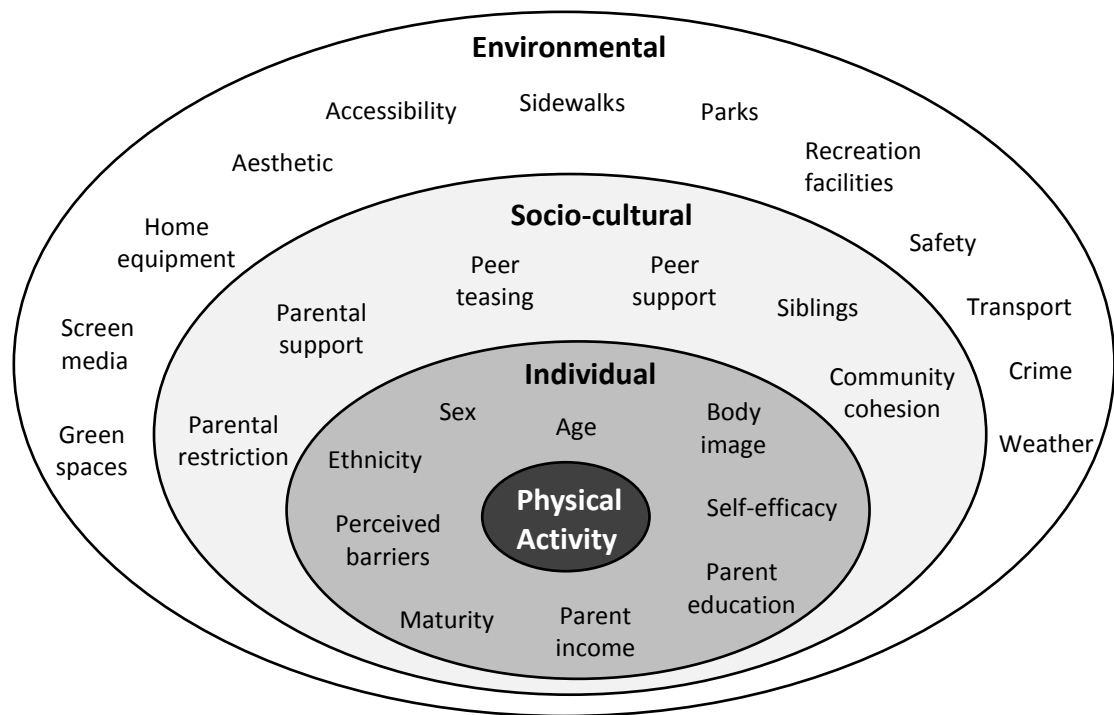 Environmental
Accessibility
Sidewalks
Parks
Aesthetic
Recreation
facilities
Home
equipment
Safety
Screen
media
Transport
Crime
Green
spaces
Weather
Socio-cultural
Peer
teasing
Peer
support
Parental
support
Siblings
Parental
restriction
Community
cohesion
Individual
Sex
Age
Body
image
Ethnicity
Perceived
barriers
Self-efficacy
Maturity
Parent
income
Parent
education
Physical
Activity